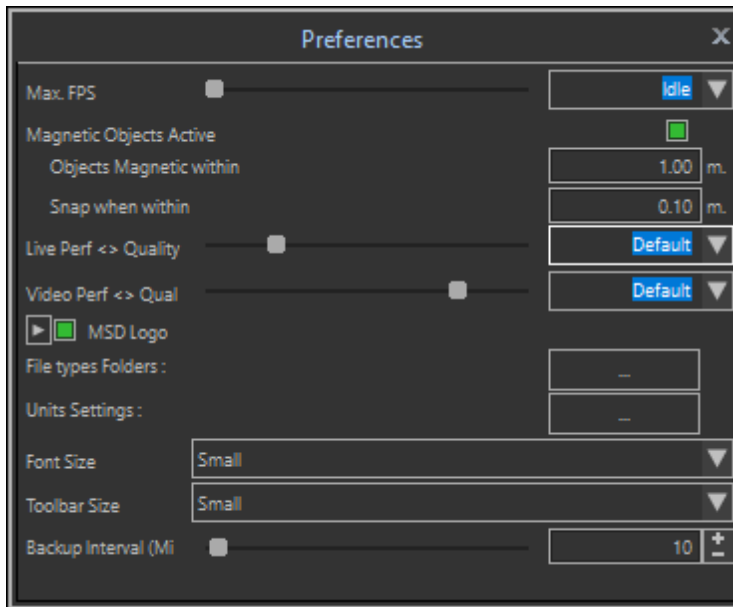 Preferences X
Max. FPS Idle
Magnetic Objects Active
Objects Magnetic within 1.00 m.
Snap when within 0.10 m.
Live Perf <> Quality Default
Video Perf <> Qual Default
MSD Logo
File types Folders : ...
Units Settings : ...
Font Size Small
Toolbar Size Small
Backup Interval (Mi 10 + -